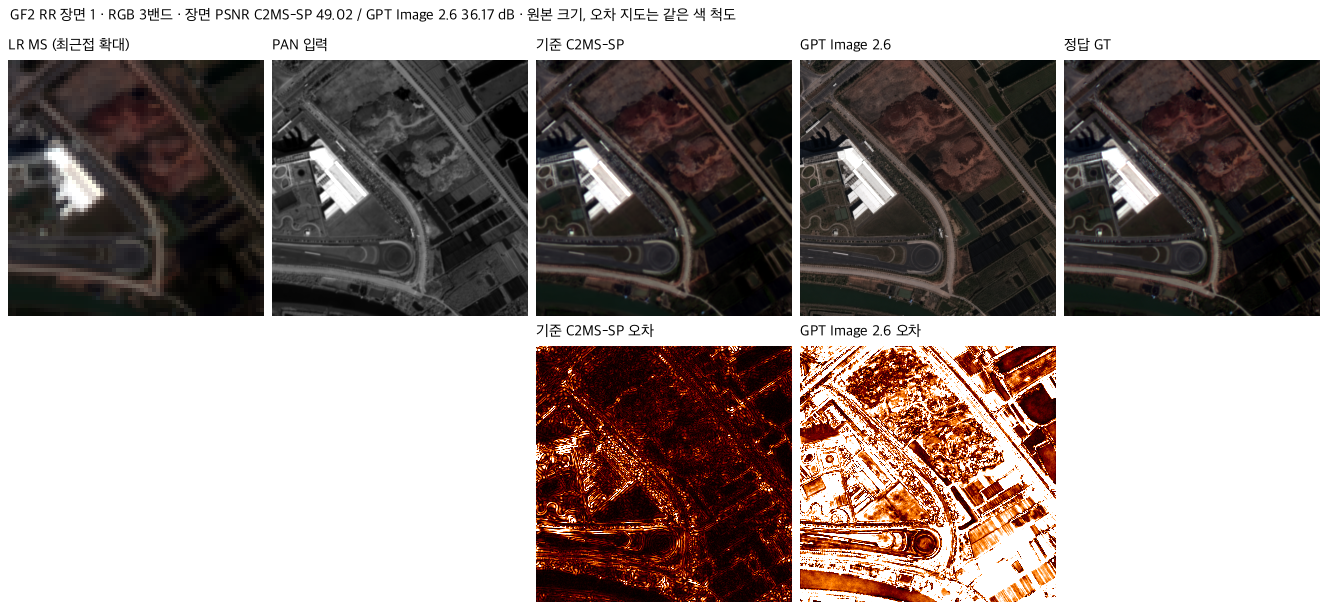 GF2 RR 장면 1 · RGB 3밴드 · 장면 PSNR C2MS-SP 49.02 / GPT Image 2.6 36.17 dB · 원본 크기, 오차 지도는 같은 색 척도
LR MS (최근접 확대)
PAN 입력
기준 C2MS-SP
GPT Image 2.6
정답 GT
기준 C2MS-SP 오차
GPT Image 2.6 오차